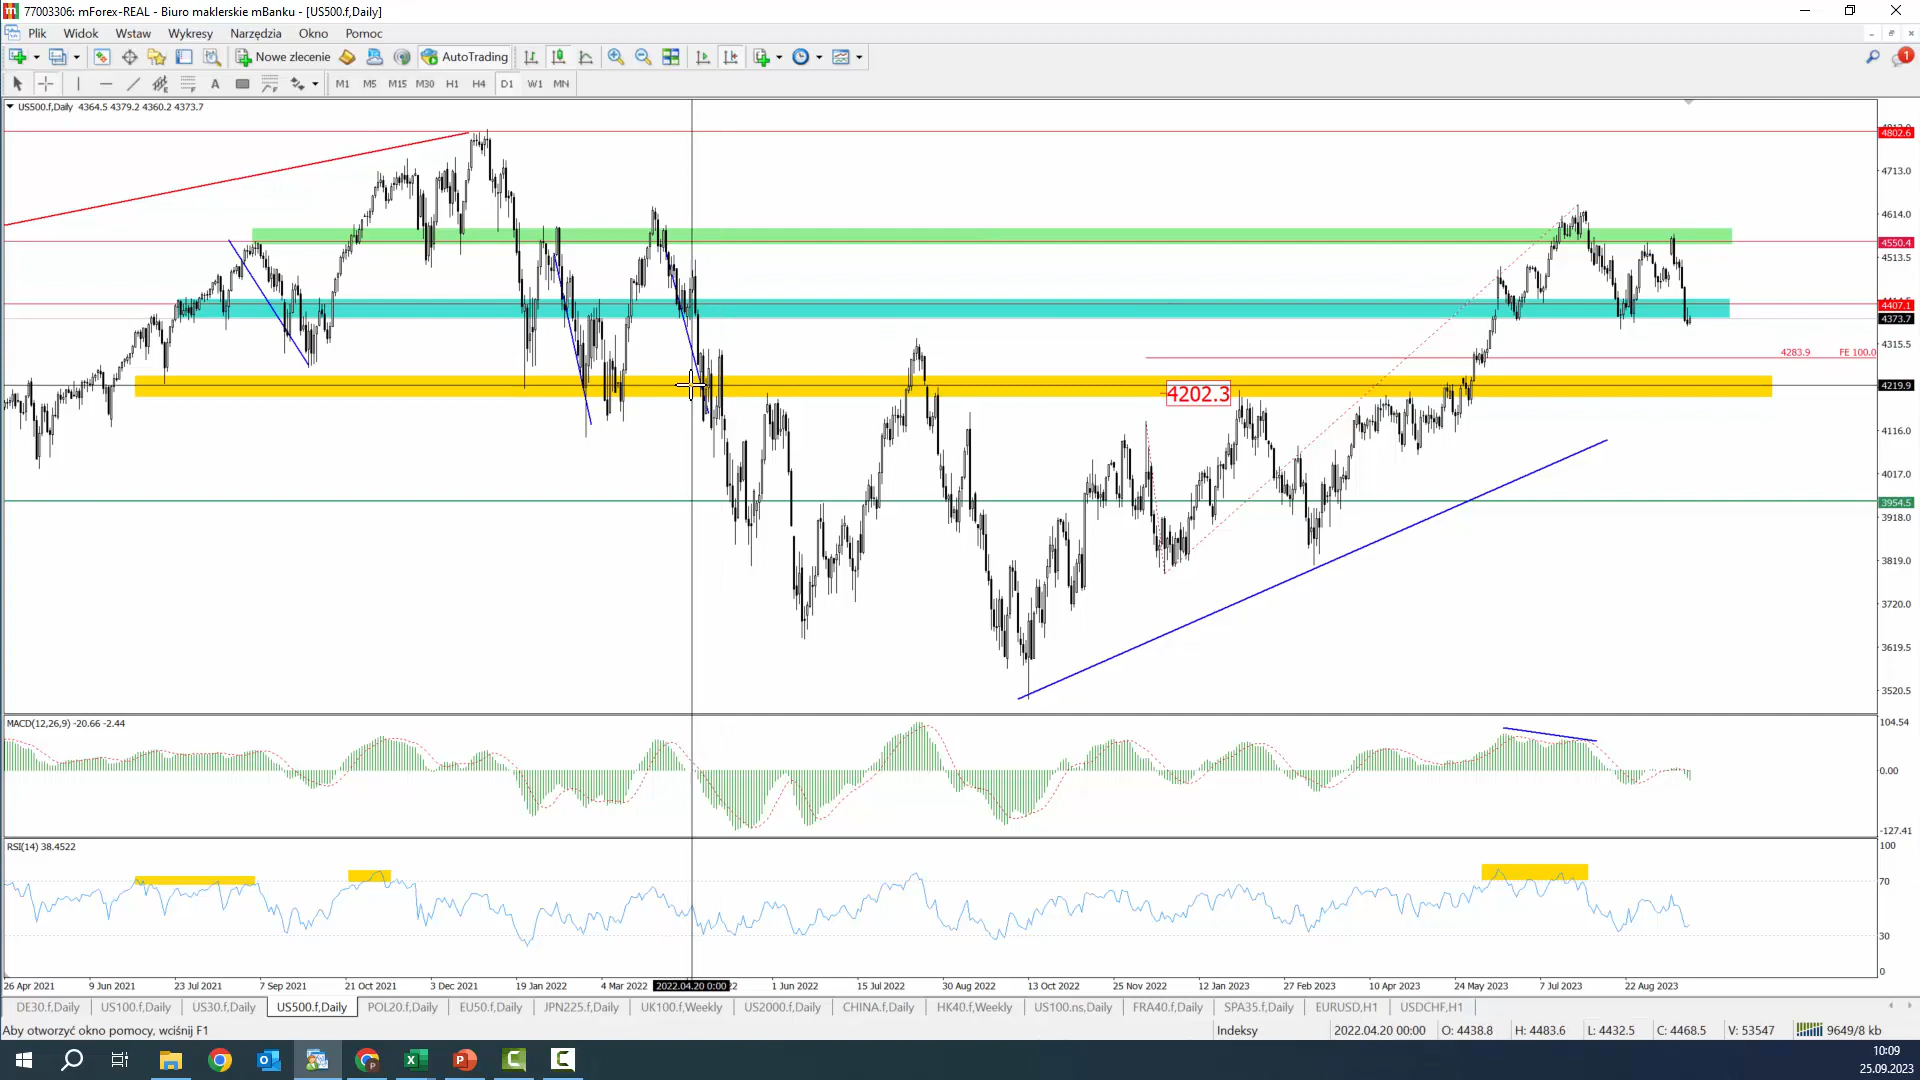 77003306: mForex-REAL - Biuro maklerskie mBanku - [US500.f,Daily]
Plik Widok Wstaw Wykresy Narzędzia Okno Pomoc
Nowe zlecenie AutoTrading 1
A M1 M5 M15 M30 H1 H4 D1 W1 MN
US500.f,Daily 4364.5 4379.2 4360.2 4373.7
4802.6
4713.0
4614.0
4550.4
4513.5
4407.1
4373.7
4315.5
4283.9 FE 100.0
4219.9
4202.3
4116.0
4017.0
3954.5
3918.0
3819.0
3720.0
3619.5
3520.5
MACD(12,26,9) -20.66 -2.44
104.54
0.00
-127.41
RSI(14) 38.4522
100
70
30
0
26 Apr 2021 9 Jun 2021 23 Jul 2021 7 Sep 2021 21 Oct 2021 3 Dec 2021 19 Jan 2022 4 Mar 2022 2022.04.20 0:00 1 Jun 2022 15 Jul 2022 30 Aug 2022 13 Oct 2022 25 Nov 2022 12 Jan 2023 27 Feb 2023 10 Apr 2023 24 May 2023 7 Jul 2023 22 Aug 2023
DE30.f,Daily US100.f,Daily US30.f,Daily US500.f,Daily POL20.f,Daily EU50.f,Daily JPN225.f,Daily UK100.f,Weekly US2000.f,Daily CHINA.f,Daily HK40.f,Weekly US100.ns,Daily FRA40.f,Daily SPA35.f,Daily EURUSD,H1 USDCHF,H1
Aby otworzyć okno pomocy, wciśnij F1 Indeksy 2022.04.20 00:00 O: 4438.8 H: 4483.6 L: 4432.5 C: 4468.5 V: 53547 9649/8 kb
10:09
25.09.2023